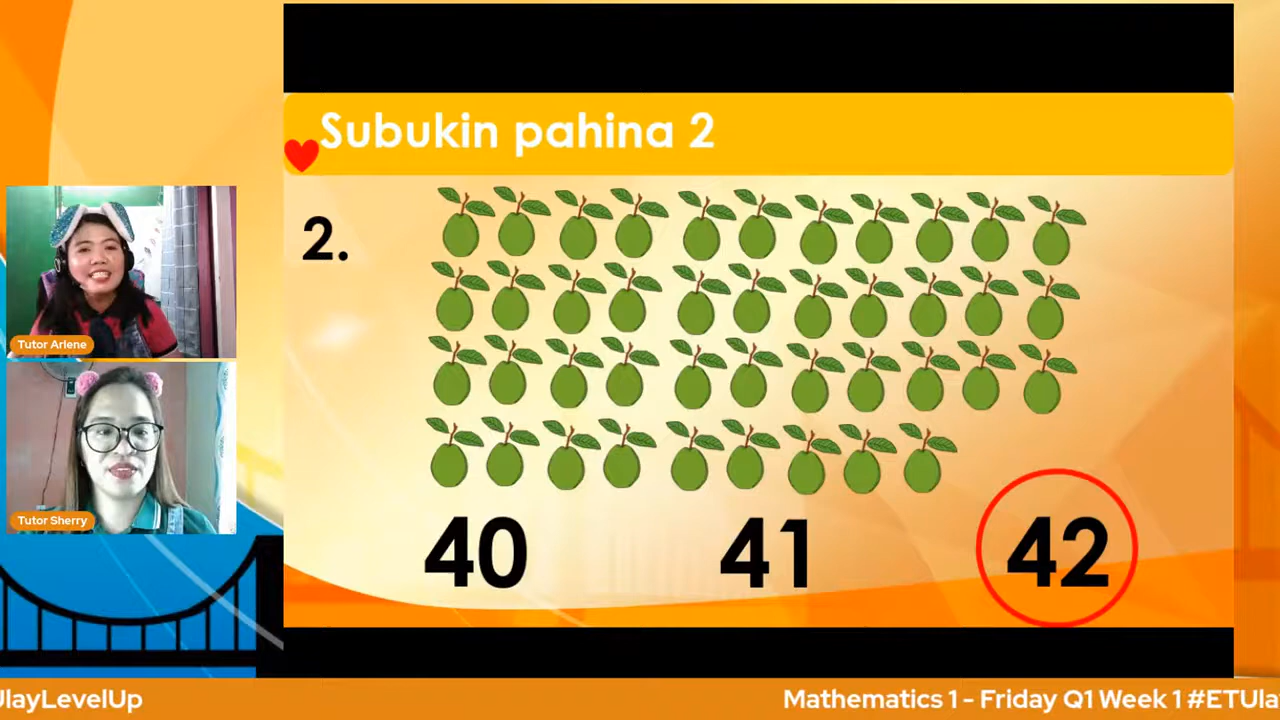 Subukin pahina 2
2.
40 41 42
Tutor Arlene
Tutor Sherry
UlayLevelUp
Mathematics 1 - Friday Q1 Week 1 #ETUla